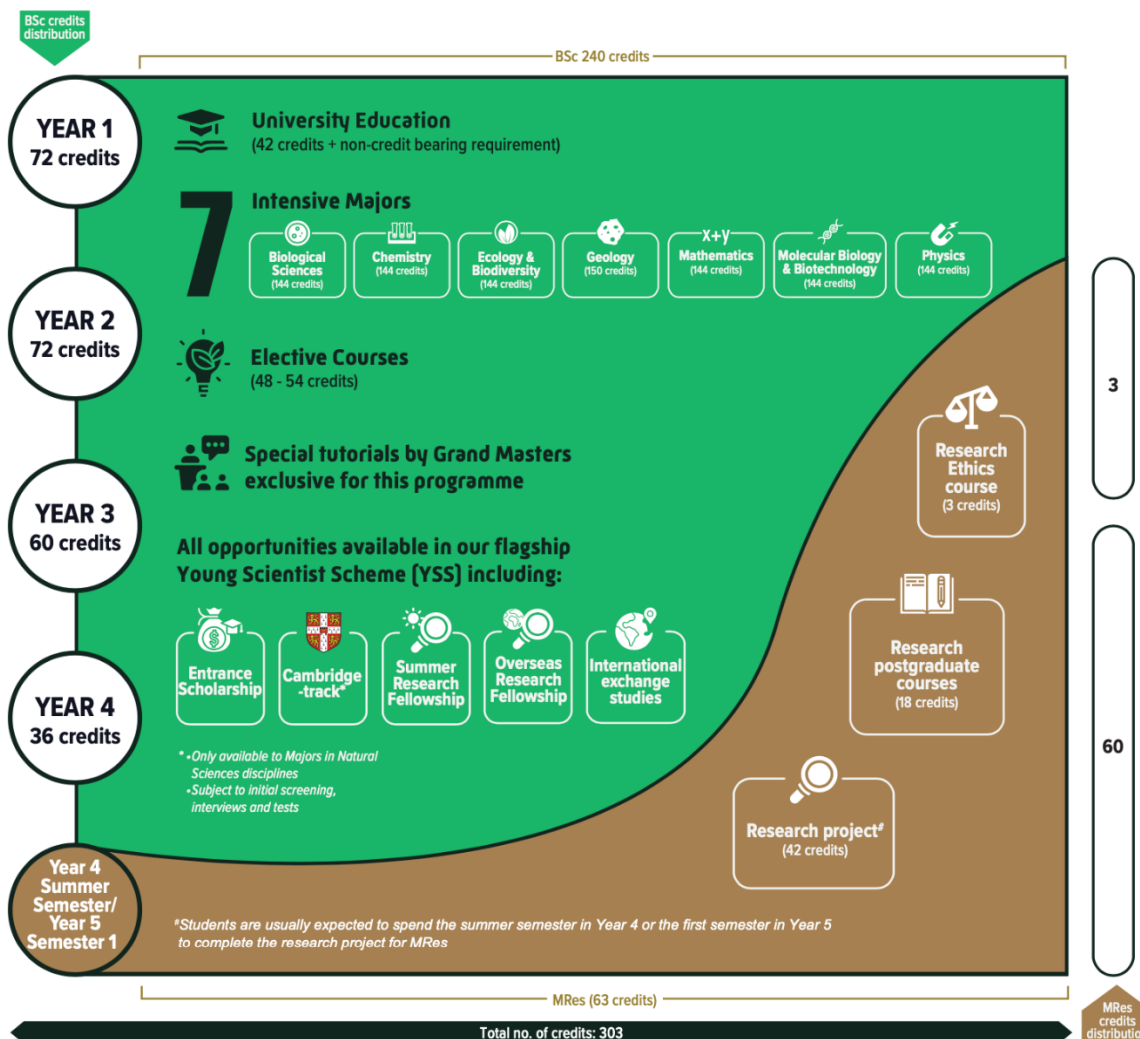 BSc credits
distribution
BSc 240 credits
YEAR 1
72 credits
University Education
(42 credits + non-credit bearing requirement)
7
Intensive Majors
Biological
Sciences
(144 credits)
Chemistry
(144 credits)
Ecology &
Biodiversity
(144 credits)
Geology
(150 credits)
x+y
Mathematics
(144 credits)
Molecular Biology
& Biotechnology
(144 credits)
Physics
(144 credits)
YEAR 2
72 credits
Elective Courses
(48 - 54 credits)
3
Research
Ethics
course
(3 credits)
Special tutorials by Grand Masters
exclusive for this programme
YEAR 3
60 credits
All opportunities available in our flagship
Young Scientist Scheme (YSS) including:
$
Entrance
Scholarship
Cambridge
-track*
Summer
Research
Fellowship
Overseas
Research
Fellowship
International
exchange
studies
Research
postgraduate
courses
(18 credits)
YEAR 4
36 credits
60
* •Only available to Majors in Natural
Sciences disciplines
•Subject to initial screening,
interviews and tests
Research project#
(42 credits)
Year 4
Summer
Semester/
Year 5
Semester 1
#Students are usually expected to spend the summer semester in Year 4 or the first semester in Year 5
to complete the research project for MRes
MRes (63 credits)
MRes
credits
distribution
Total no. of credits: 303